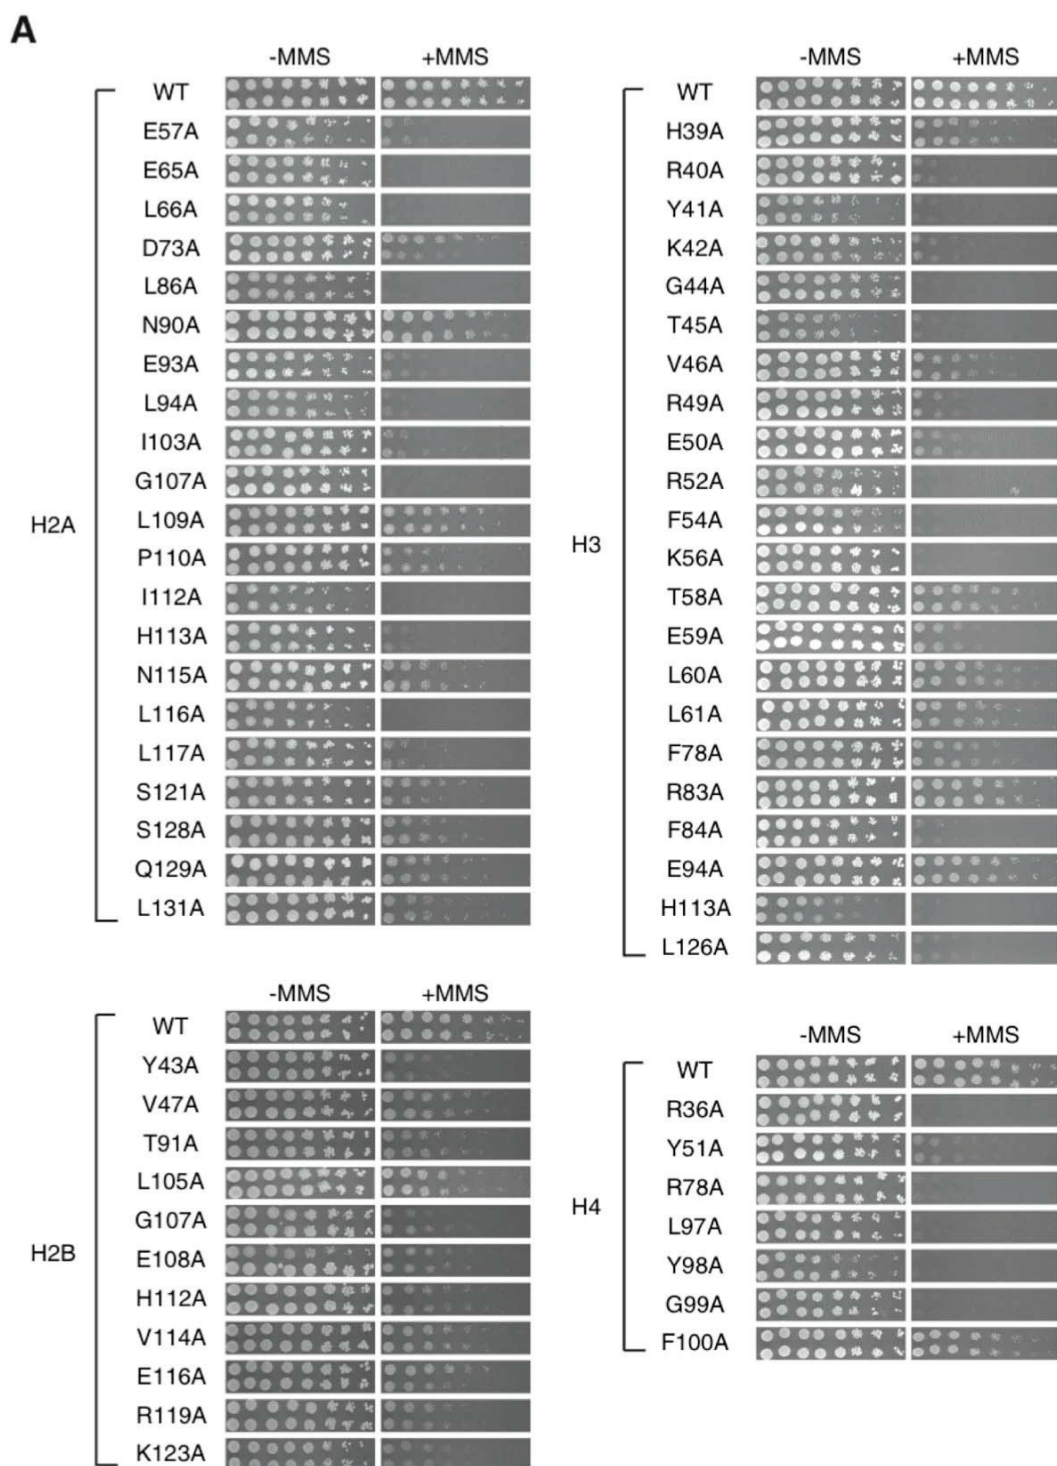 A
-MMS +MMS
WT
E57A
E65A
L66A
D73A
L86A
N90A
E93A
L94A
I103A
G107A
H2A
L109A
P110A
I112A
H113A
N115A
L116A
L117A
S121A
S128A
Q129A
L131A
-MMS +MMS
WT
Y43A
V47A
T91A
L105A
G107A
H2B
E108A
H112A
V114A
E116A
R119A
K123A
-MMS +MMS
WT
H39A
R40A
Y41A
K42A
G44A
T45A
V46A
R49A
E50A
R52A
F54A
H3
K56A
T58A
E59A
L60A
L61A
F78A
R83A
F84A
E94A
H113A
L126A
-MMS +MMS
WT
R36A
Y51A
R78A
H4
L97A
Y98A
G99A
F100A